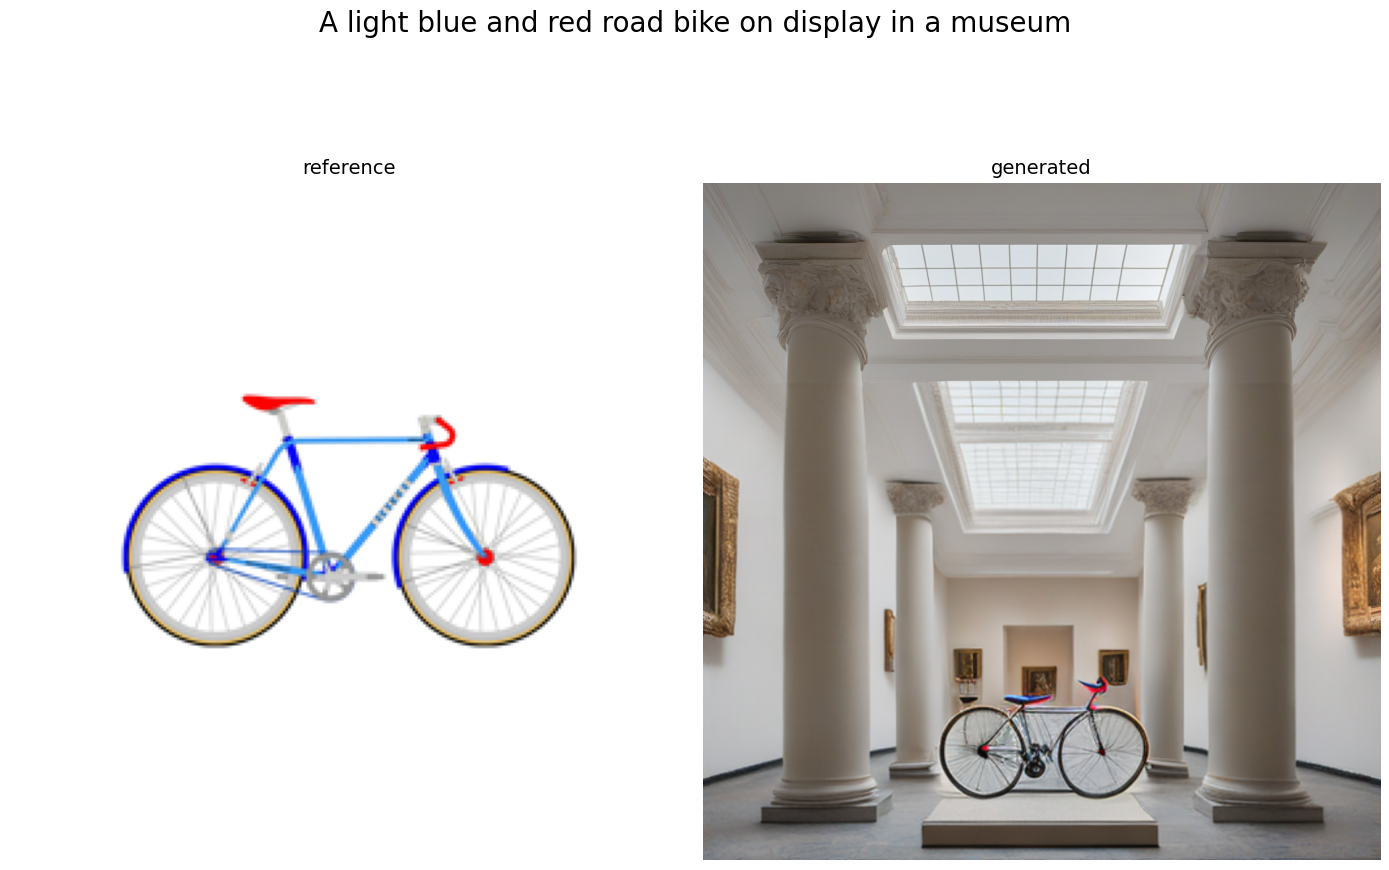 A light blue and red road bike on display in a museum
reference
generated